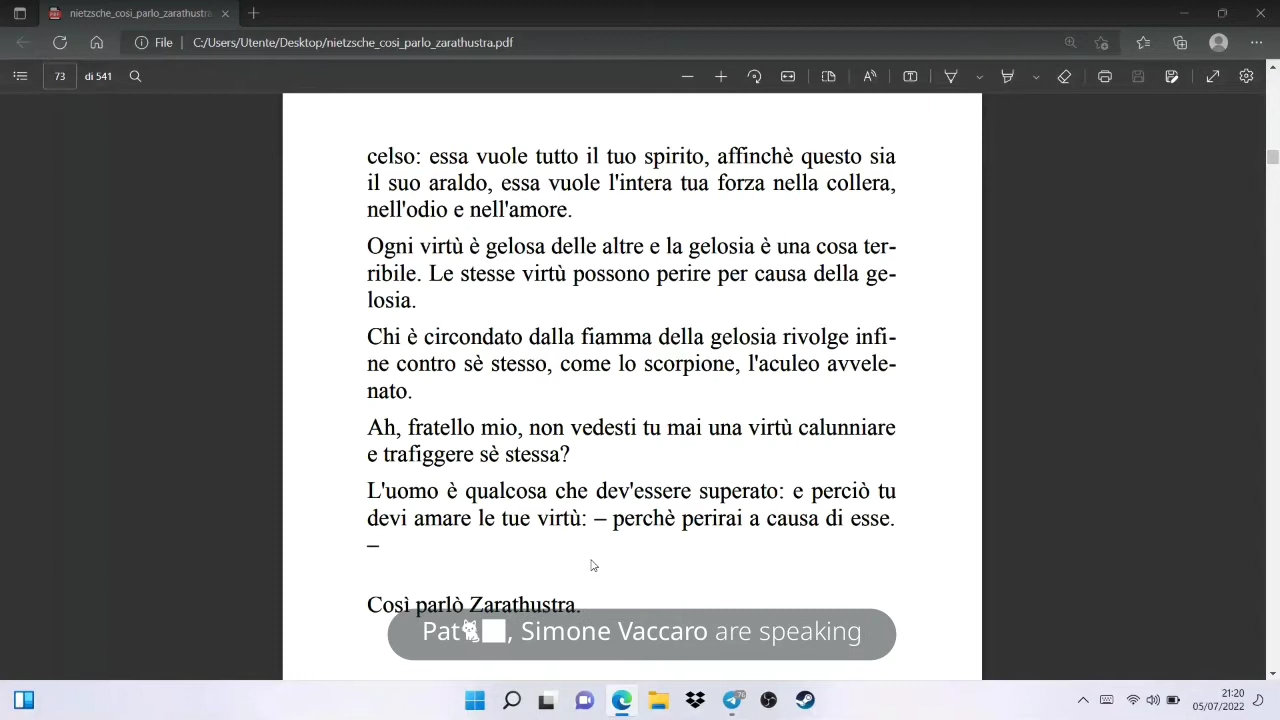 nietzsche_cosi_parlo_zarathustra
File
C:/Users/Utente/Desktop/nietzsche_cosi_parlo_zarathustra.pdf
73 di 541
celso: essa vuole tutto il tuo spirito, affinchè questo sia
il suo araldo, essa vuole l'intera tua forza nella collera,
nell'odio e nell'amore.
Ogni virtù è gelosa delle altre e la gelosia è una cosa ter-
ribile. Le stesse virtù possono perire per causa della ge-
losia.
Chi è circondato dalla fiamma della gelosia rivolge infi-
ne contro sè stesso, come lo scorpione, l'aculeo avvele-
nato.
Ah, fratello mio, non vedesti tu mai una virtù calunniare
e trafiggere sè stessa?
L'uomo è qualcosa che dev'essere superato: e perciò tu
devi amare le tue virtù: – perchè perirai a causa di esse.
–
Così parlò Zarathustra.
Pat🐈⬜, Simone Vaccaro are speaking
21:20
05/07/2022